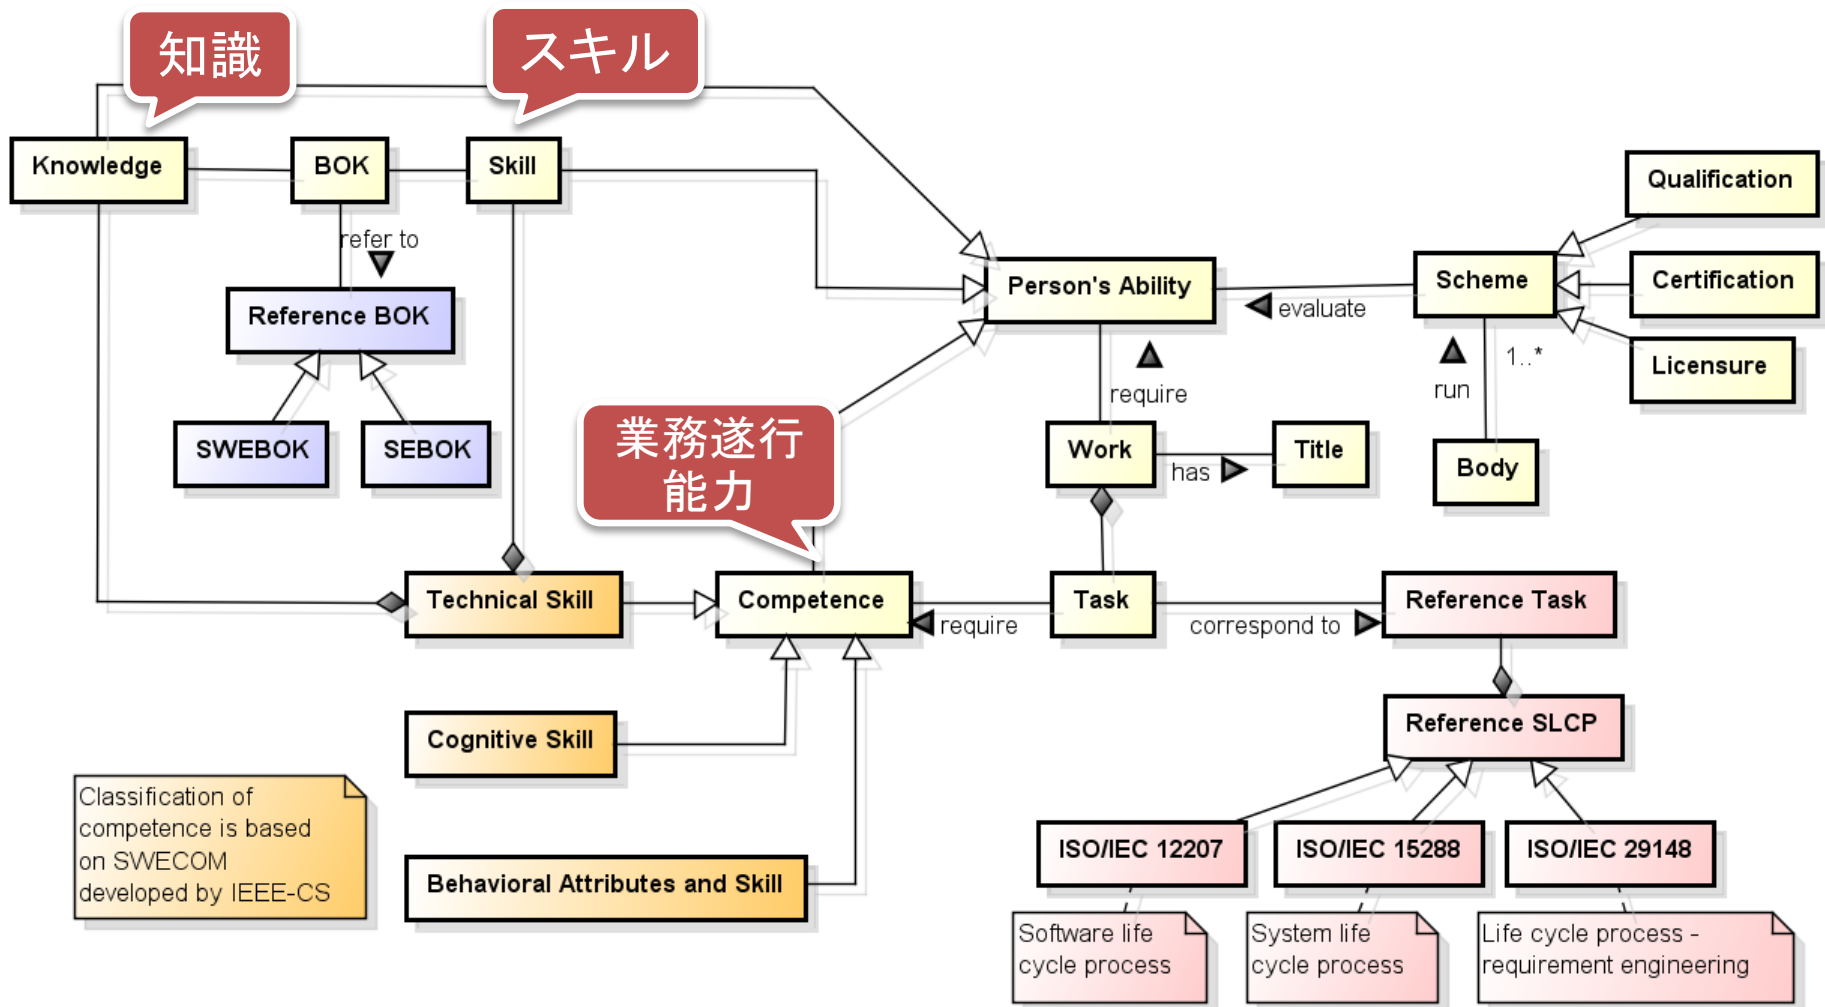 知識
スキル
Knowledge
BOK
Skill
Qualification
refer to
Person's Ability
Scheme
Certification
evaluate
Reference BOK
1..*
Licensure
require
run
SWEBOK
SEBOK
業務遂行
能力
Work
has
Title
Body
Technical Skill
Competence
require
Task
correspond to
Reference Task
Cognitive Skill
Reference SLCP
Classification of
competence is based
on SWECOM
developed by IEEE-CS
Behavioral Attributes and Skill
ISO/IEC 12207
ISO/IEC 15288
ISO/IEC 29148
Software life
cycle process
System life
cycle process
Life cycle process -
requirement engineering